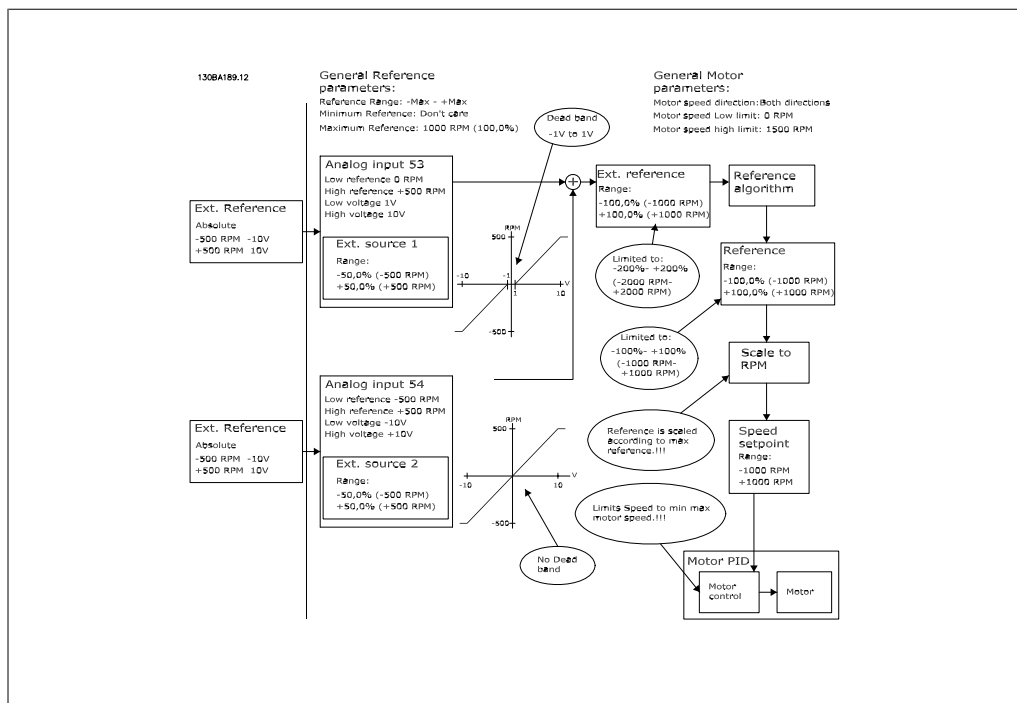 130BA189.12
General Reference
parameters:
Reference Range: -Max - +Max
Minimum Reference: Don't care
Maximum Reference: 1000 RPM (100,0%)
General Motor
parameters:
Motor speed direction:Both directions
Motor speed Low limit: 0 RPM
Motor speed high limit: 1500 RPM
Dead band
-1V to 1V
Ext. Reference
Absolute
-500 RPM -10V
+500 RPM 10V
Analog input 53
Low reference 0 RPM
High reference +500 RPM
Low voltage 1V
High voltage 10V
Ext. source 1
Range:
-50,0% (-500 RPM)
+50,0% (+500 RPM)
RPM
500
-10
-1
V
1
10
-500
Ext. reference
Range:
-100,0% (-1000 RPM)
+100,0% (+1000 RPM)
Reference
algorithm
Limited to:
-200%- +200%
(-2000 RPM-
+2000 RPM)
Reference
Range:
-100,0% (-1000 RPM)
+100,0% (+1000 RPM)
Limited to:
-100%- +100%
(-1000 RPM-
+1000 RPM)
Scale to
RPM
Ext. Reference
Absolute
-500 RPM -10V
+500 RPM 10V
Analog input 54
Low reference -500 RPM
High reference +500 RPM
Low voltage -10V
High voltage +10V
Ext. source 2
Range:
-50,0% (-500 RPM)
+50,0% (+500 RPM)
RPM
500
V
-10
10
-500
No Dead
band
Reference is scaled
according to max
reference.!!!
Speed
setpoint
Range:
-1000 RPM
+1000 RPM
Limits Speed to min max
motor speed.!!!
Motor PID
Motor
control
Motor